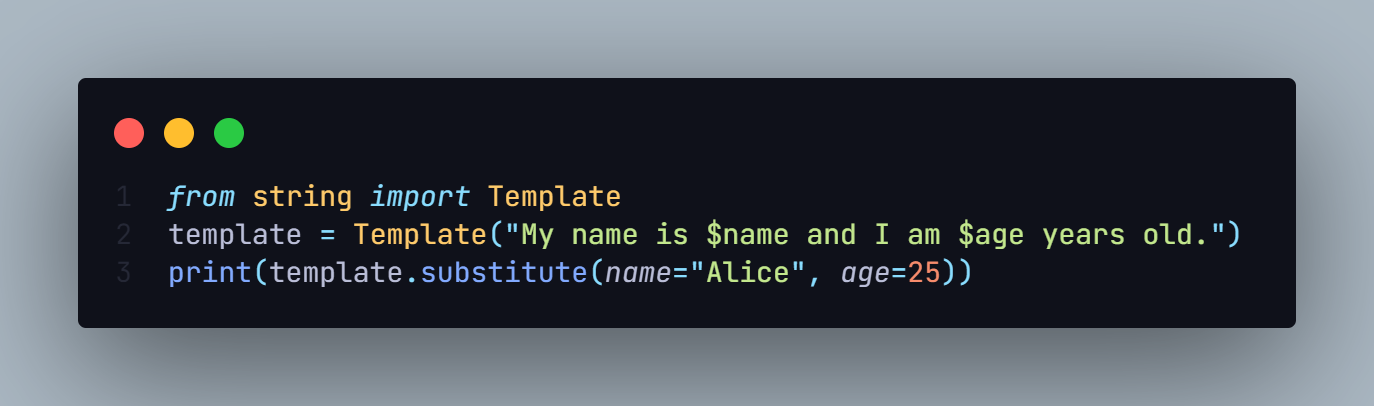 1 from string import Template
2 template = Template("My name is $name and I am $age years old.")
3 print(template.substitute(name="Alice", age=25))